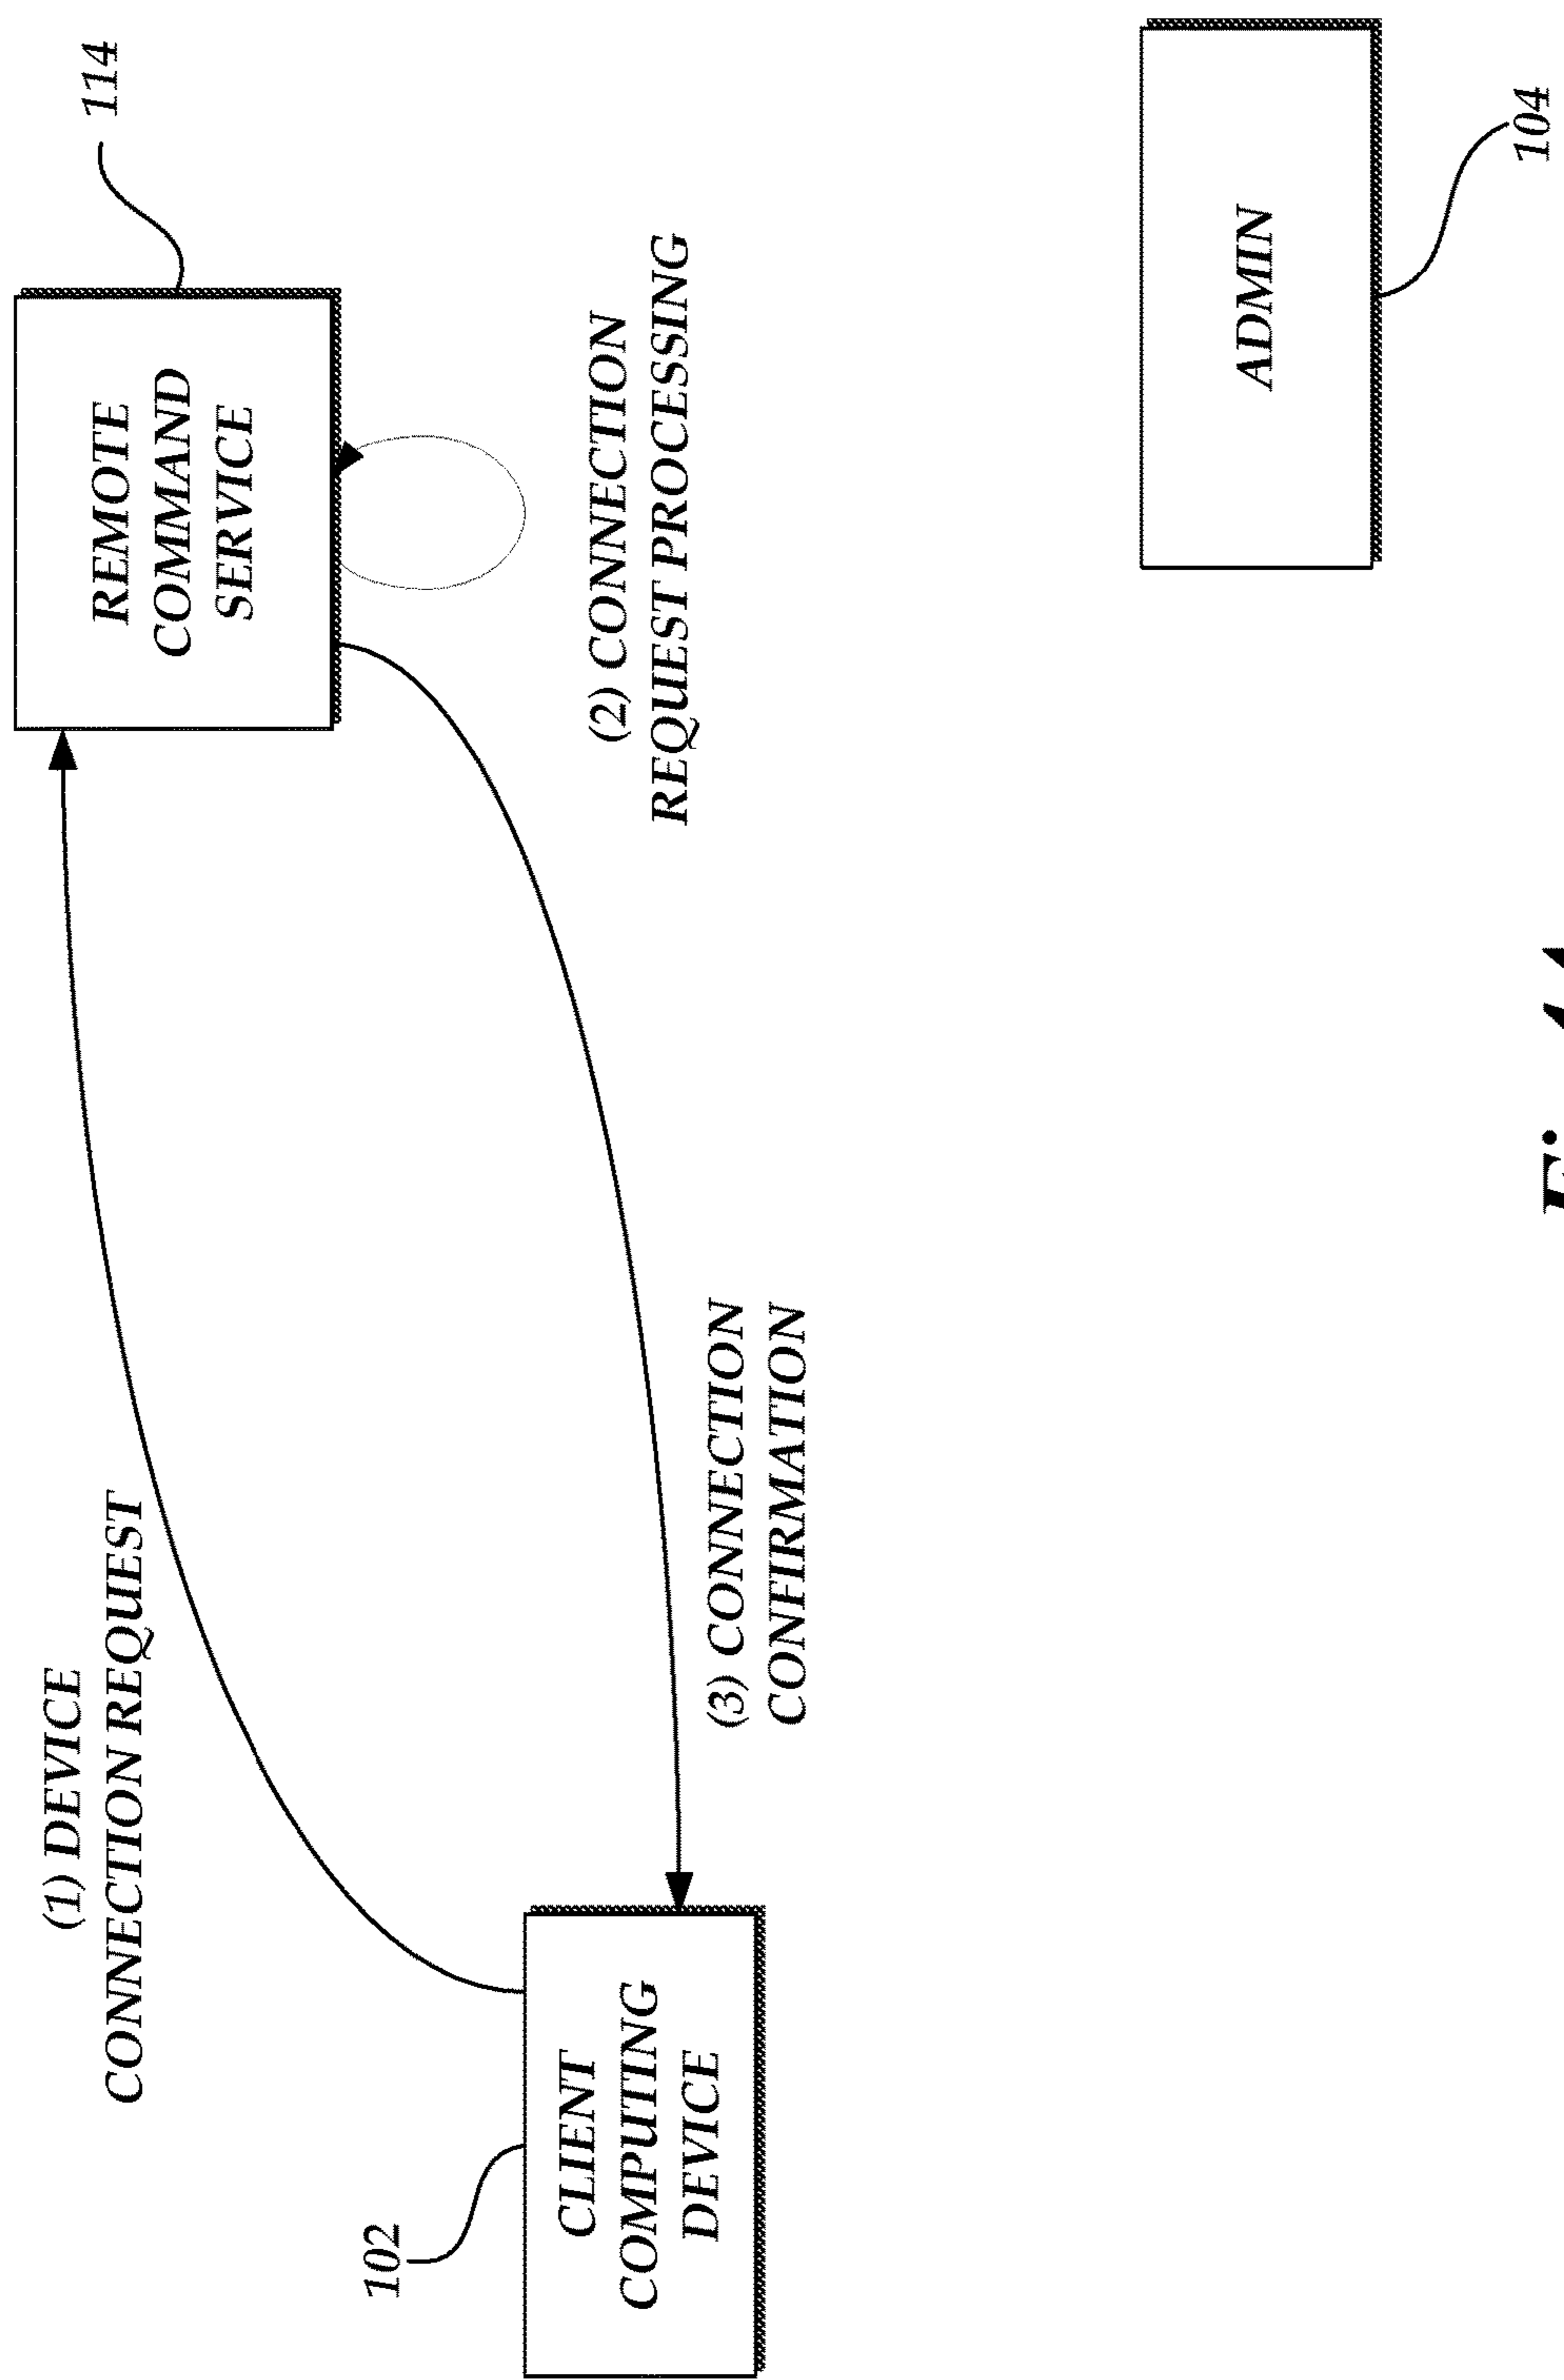 (1) DEVICE
CONNECTION REQUEST
114
REMOTE
COMMAND
SERVICE
102
CLIENT
COMPUTING
DEVICE
(2) CONNECTION
REQUEST PROCESSING
(3) CONNECTION
CONFIRMATION
ADMIN
104